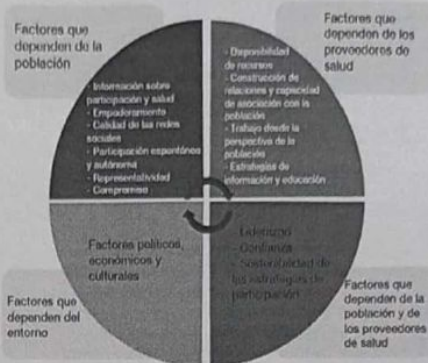 Factores que
dependen de la
población
- Información sobre
participación y salud
- Empoderamiento
- Calidad de las redes
sociales
- Participación espontánea
y autónoma
- Representatividad
- Compromiso
Factores que
dependen de los
proveedores de
salud
- Disponibilidad
de recursos
- Construcción de
relaciones y capacidad
de asociación con la
población
- Trabajo desde la
perspectiva de la
población
- Estrategias de
información y educación
Factores políticos,
económicos y
culturales
Factores que
dependen del
entorno
- Liderazgo
- Confianza
- Sostenibilidad de
las estrategias de
participación
Factores que
dependen de la
población y de
los proveedores
de salud